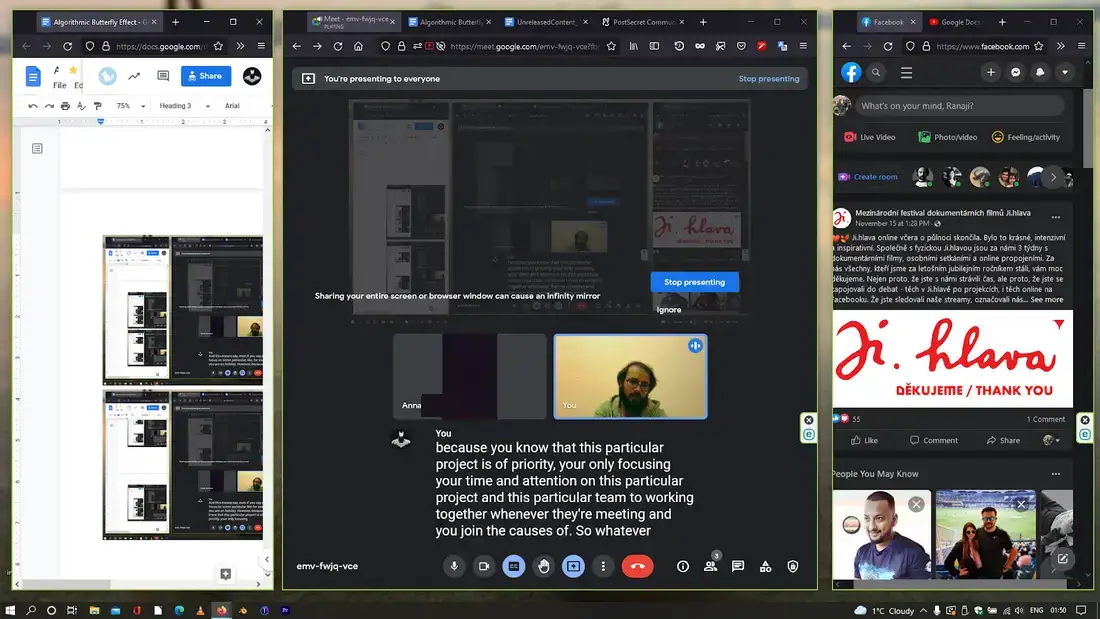 Algorithmic Butterfly Effect - G
https://docs.google.com/d
File
Ed
Share
75%
Heading 3
Arial
Meet - emv-fwjq-vce
PLAYING
Algorithmic Butterfly
UnreleasedContent_
PostSecret Commun
https://meet.google.com/emv-fwjq-vce?
You're presenting to everyone
Stop presenting
Sharing your entire screen or browser window can cause an infinity mirror
Stop presenting
Ignore
Anna
You
You
because you know that this particular
project is of priority, your only focusing
your time and attention on this particular
project and this particular team to working
together whenever they're meeting and
you join the causes of. So whatever
emv-fwjq-vce
3
Facebook
Google Docs
https://www.facebook.com
What's on your mind, Ranaji?
Live Video
Photo/video
Feeling/activity
Create room
Mezinárodní festival dokumentárních filmů Ji.hlava
November 15 at 1:28 PM
Ji.hlava online včera o půlnoci skončila. Bylo to krásné, intenzivní
a inspirativní. Společně s fyzickou Ji.hlavou jsou za námi 3 týdny s
dokumentárními filmy, osobními setkáními a online propojeními. Za
nás všechny, kteří jsme za letošním jubilejním ročníkem stáli, vám moc
děkujeme. Nejen proto, že jste s námi strávili čas, ale proto, že jste se
zapojovali do debat - těch v Ji.hlavě po projekcích, i těch online na
Facebooku. Že jste sledovali naše streamy, označovali nás... See more
Ji. hlava
DĚKUJEME / THANK YOU
55
1 Comment
Like
Comment
Share
People You May Know
1°C Cloudy
ENG
01:50